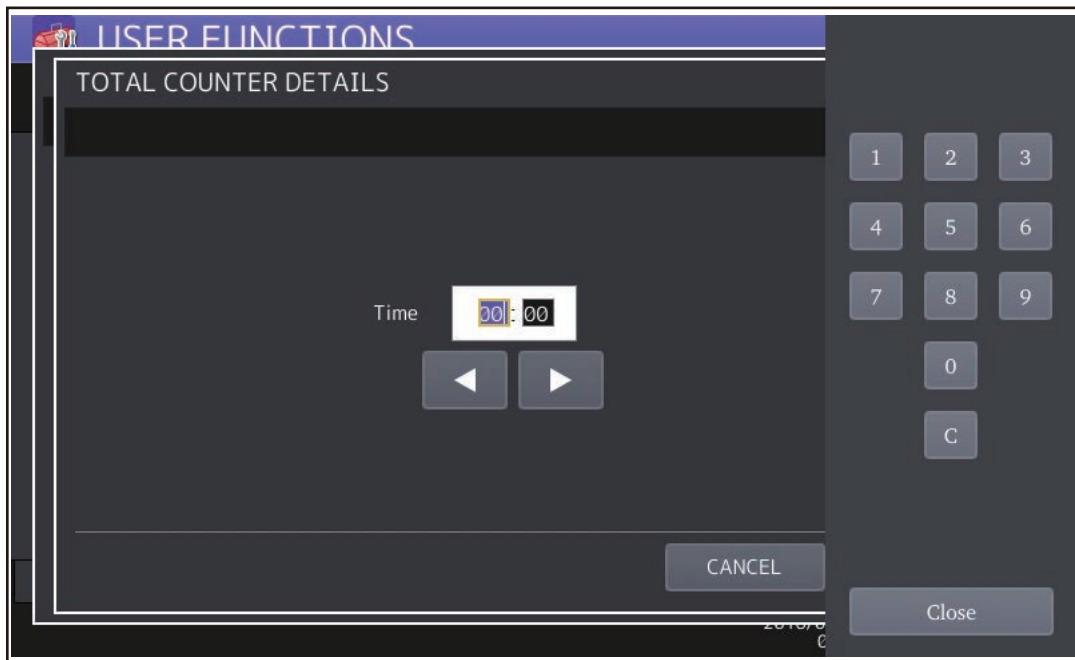 USER FUNCTIONS
TOTAL COUNTER DETAILS
Time 00:00
CANCEL
1 2 3
4 5 6
7 8 9
0
C
Close